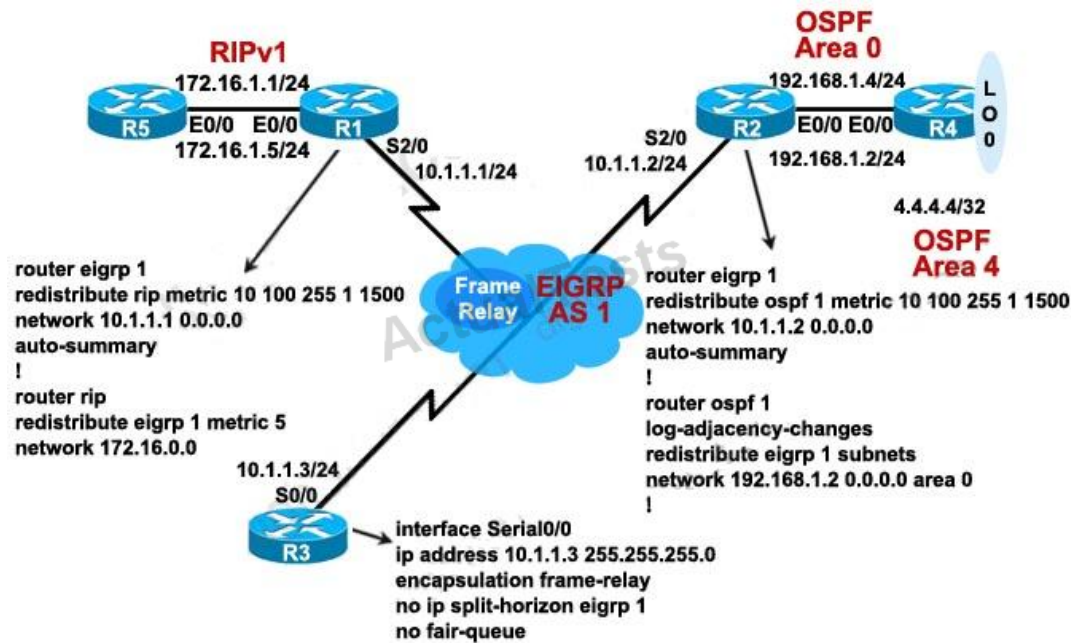 RIPv1
172.16.1.1/24
R5
E0/0 E0/0
R1
172.16.1.5/24
S2/0
10.1.1.1/24
OSPF
Area 0
192.168.1.4/24
R2
E0/0 E0/0
R4
L
O
0
S2/0
10.1.1.2/24
192.168.1.2/24
4.4.4.4/32
OSPF
Area 4
router eigrp 1
redistribute rip metric 10 100 255 1 1500
network 10.1.1.1 0.0.0.0
auto-summary
!
router rip
redistribute eigrp 1 metric 5
network 172.16.0.0
Frame
Relay
EIGRP
AS 1
router eigrp 1
redistribute ospf 1 metric 10 100 255 1 1500
network 10.1.1.2 0.0.0.0
auto-summary
!
router ospf 1
log-adjacency-changes
redistribute eigrp 1 subnets
network 192.168.1.2 0.0.0.0 area 0
!
10.1.1.3/24
S0/0
R3
interface Serial0/0
ip address 10.1.1.3 255.255.255.0
encapsulation frame-relay
no ip split-horizon eigrp 1
no fair-queue